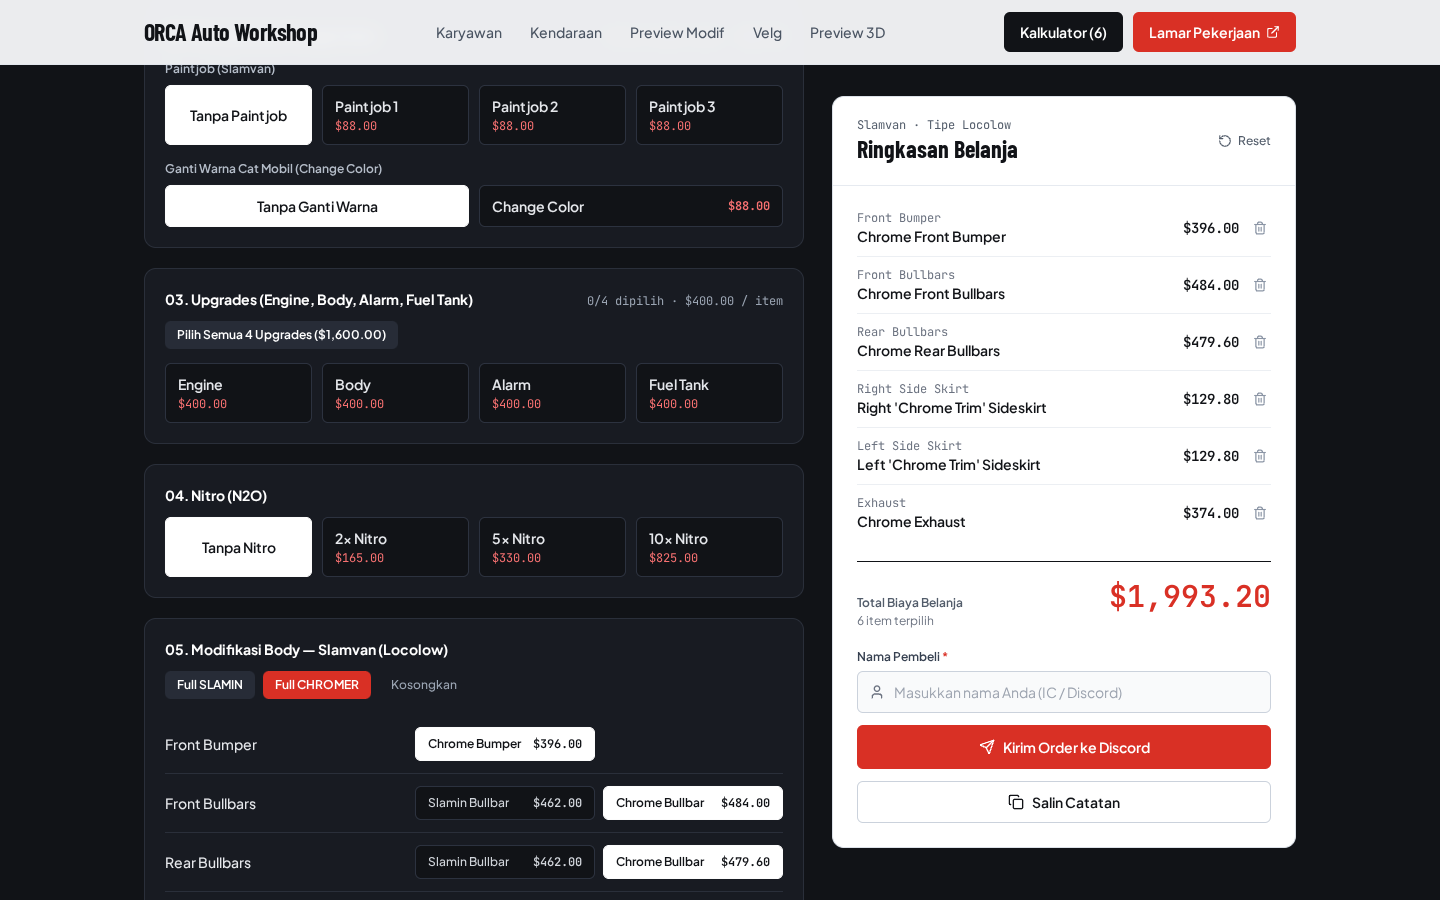 ORCA Auto Workshop
Karyawan
Kendaraan
Preview Modif
Velg
Preview 3D
Kalkulator (6)
Lamar Pekerjaan
Paintjob (Slamvan)
Tanpa Paintjob
Paintjob 1
$88.00
Paintjob 2
$88.00
Paintjob 3
$88.00
Ganti Warna Cat Mobil (Change Color)
Tanpa Ganti Warna
Change Color
$88.00
03. Upgrades (Engine, Body, Alarm, Fuel Tank)
0/4 dipilih · $400.00 / item
Pilih Semua 4 Upgrades ($1,600.00)
Engine
$400.00
Body
$400.00
Alarm
$400.00
Fuel Tank
$400.00
04. Nitro (N2O)
Tanpa Nitro
2x Nitro
$165.00
5x Nitro
$330.00
10x Nitro
$825.00
05. Modifikasi Body — Slamvan (Locolow)
Full SLAMIN
Full CHROMER
Kosongkan
Front Bumper
Chrome Bumper $396.00
Front Bullbars
Slamin Bullbar $462.00
Chrome Bullbar $484.00
Rear Bullbars
Slamin Bullbar $462.00
Chrome Bullbar $479.60
Slamvan · Tipe Locolow
Ringkasan Belanja
Reset
Front Bumper
Chrome Front Bumper
$396.00
Front Bullbars
Chrome Front Bullbars
$484.00
Rear Bullbars
Chrome Rear Bullbars
$479.60
Right Side Skirt
Right 'Chrome Trim' Sideskirt
$129.80
Left Side Skirt
Left 'Chrome Trim' Sideskirt
$129.80
Exhaust
Chrome Exhaust
$374.00
Total Biaya Belanja
6 item terpilih
$1,993.20
Nama Pembeli *
Masukkan nama Anda (IC / Discord)
Kirim Order ke Discord
Salin Catatan